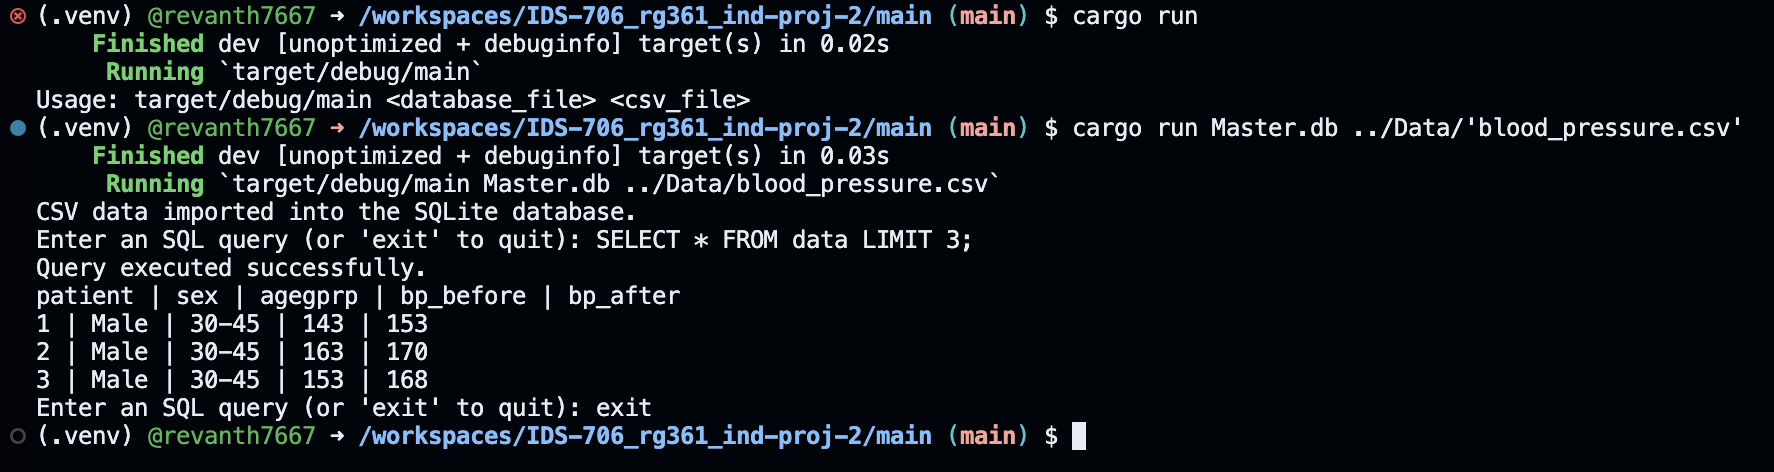 (.venv) @revanth7667 → /workspaces/IDS-706_rg361_ind-proj-2/main (main) $ cargo run
Finished dev [unoptimized + debuginfo] target(s) in 0.02s
Running `target/debug/main`
Usage: target/debug/main <database_file> <csv_file>
(.venv) @revanth7667 → /workspaces/IDS-706_rg361_ind-proj-2/main (main) $ cargo run Master.db ../Data/'blood_pressure.csv'
Finished dev [unoptimized + debuginfo] target(s) in 0.03s
Running `target/debug/main Master.db ../Data/blood_pressure.csv`
CSV data imported into the SQLite database.
Enter an SQL query (or 'exit' to quit): SELECT * FROM data LIMIT 3;
Query executed successfully.
patient | sex | agegprp | bp_before | bp_after
1 | Male | 30-45 | 143 | 153
2 | Male | 30-45 | 163 | 170
3 | Male | 30-45 | 153 | 168
Enter an SQL query (or 'exit' to quit): exit
(.venv) @revanth7667 → /workspaces/IDS-706_rg361_ind-proj-2/main (main) $